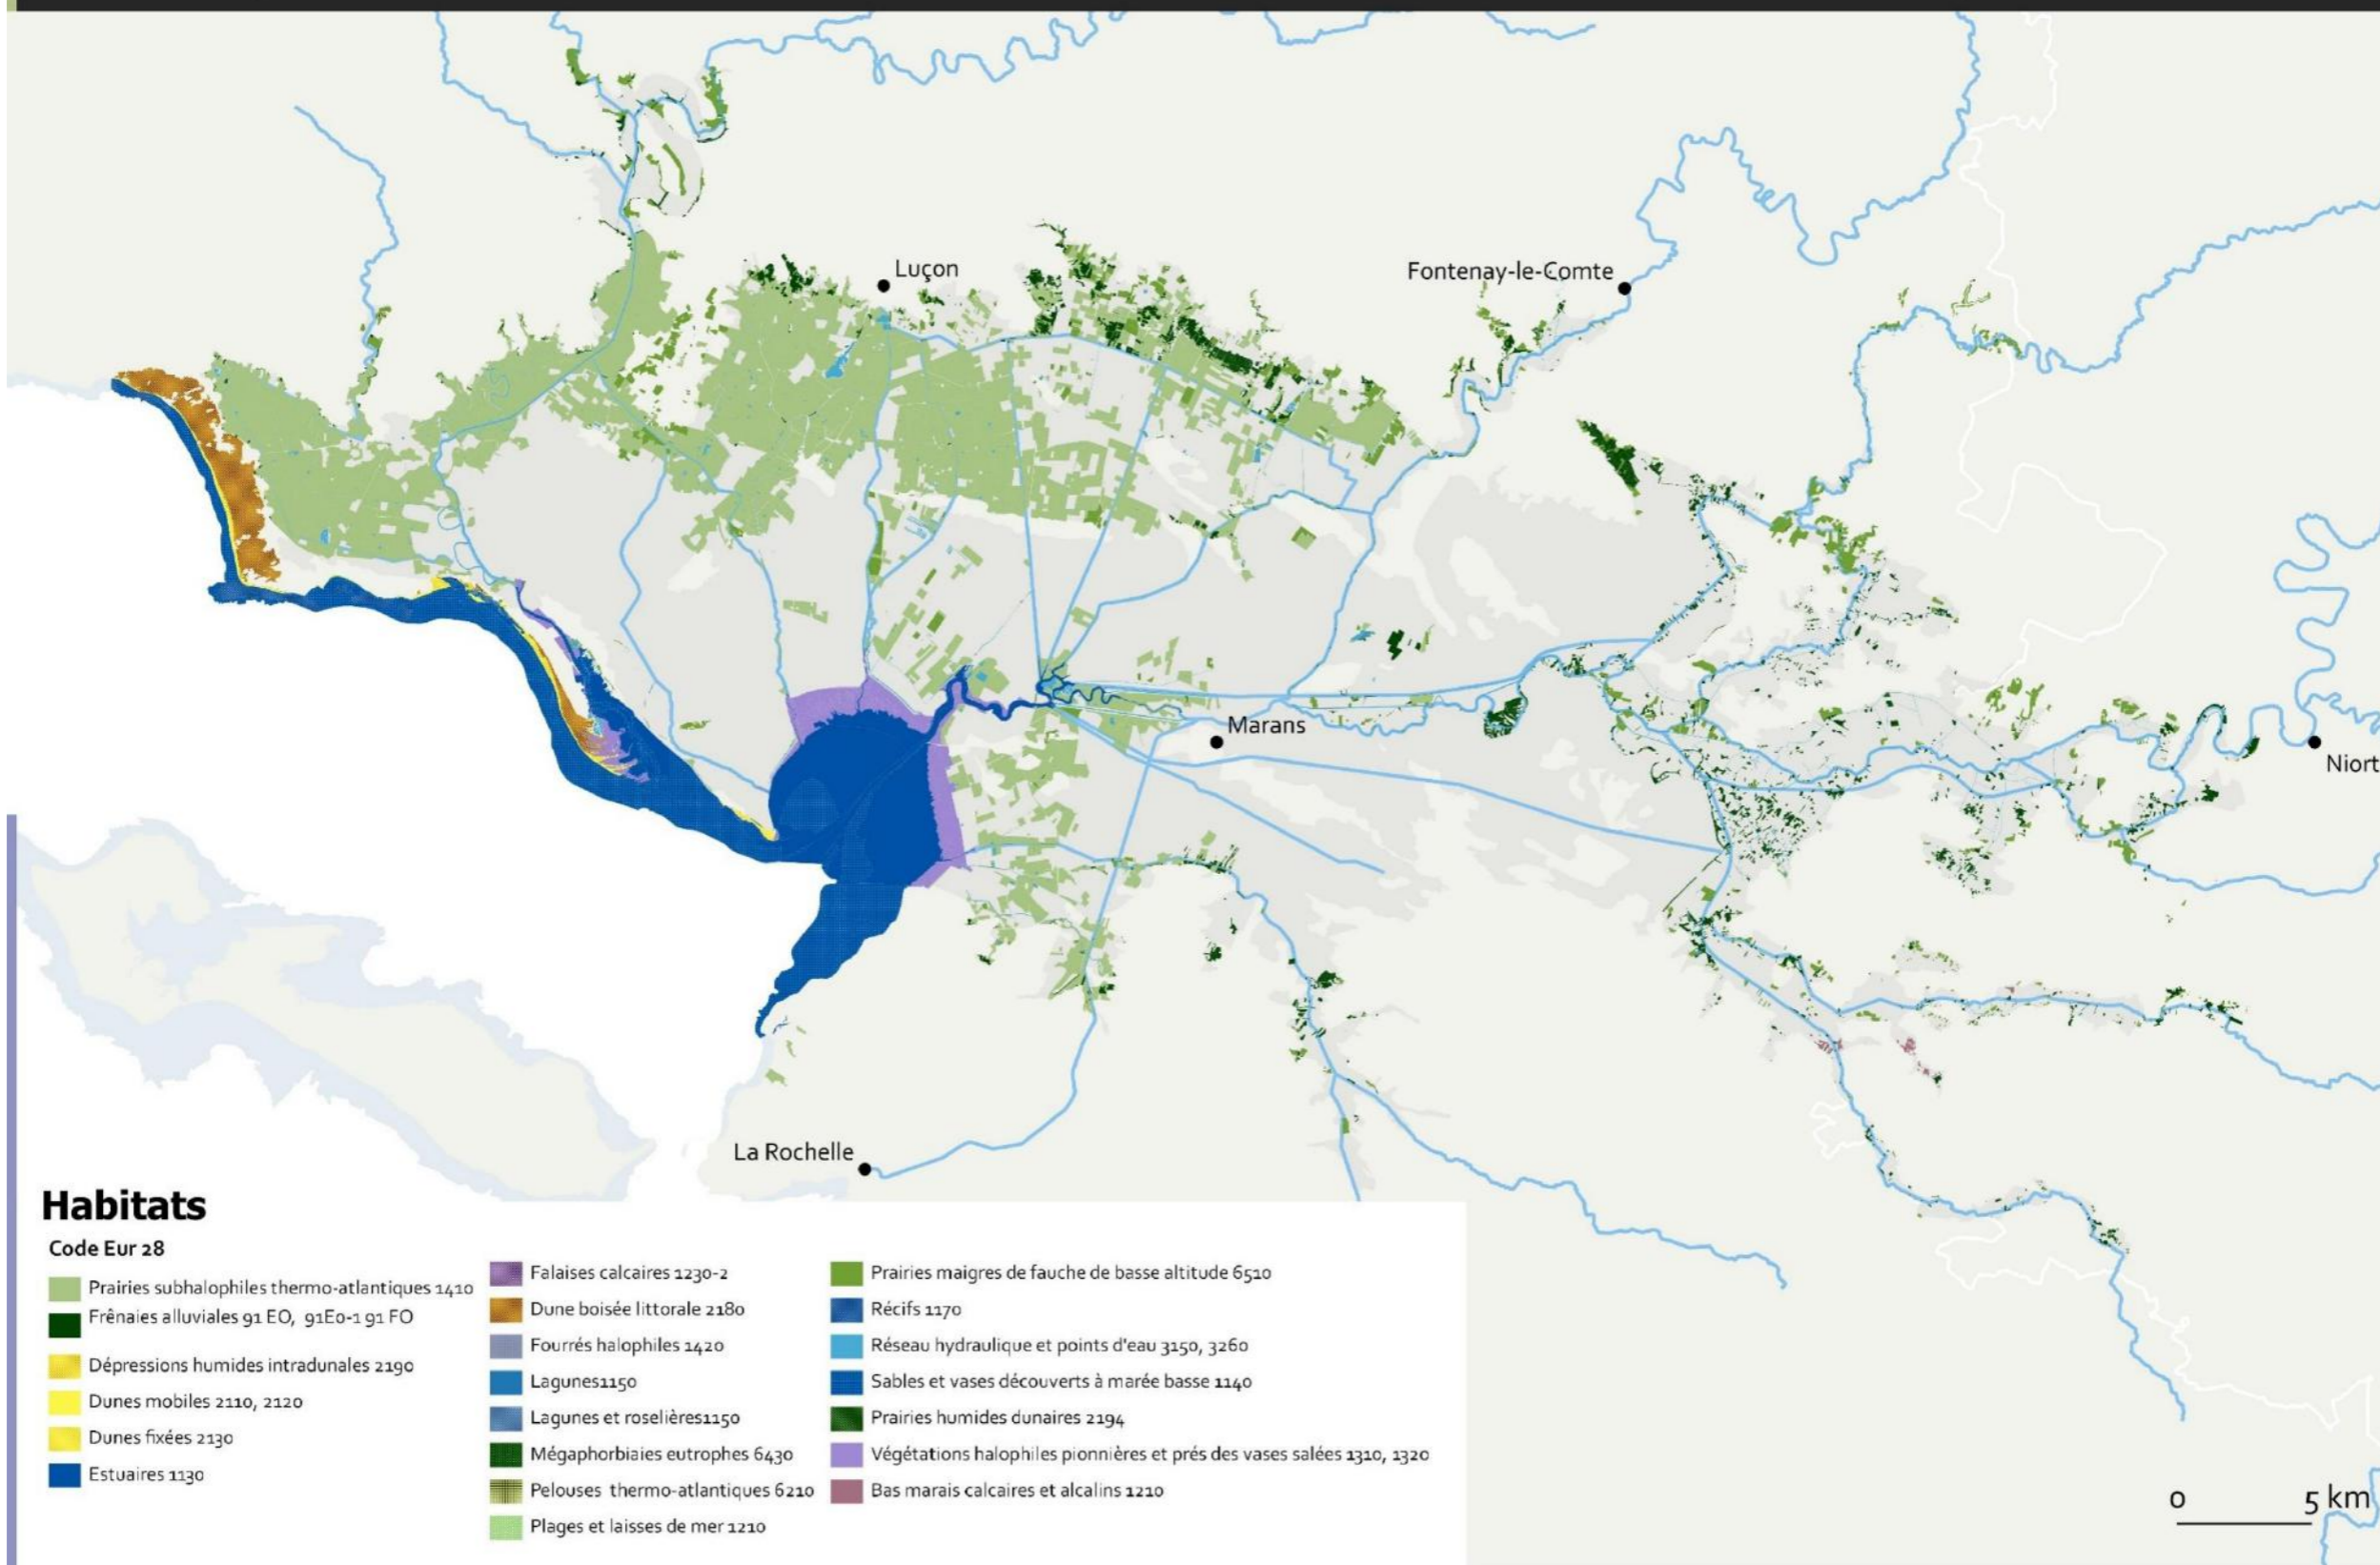 Luçon
Fontenay-le-Comte
Marans
Niort
La Rochelle
Habitats
Code Eur 28
Prairies subhalophiles thermo-atlantiques 1410
Frênaies alluviales 91 EO, 91E0-1 91 FO
Dépressions humides intradunales 2190
Dunes mobiles 2110, 2120
Dunes fixées 2130
Estuaires 1130
Falaises calcaires 1230-2
Dune boisée littorale 2180
Fourrés halophiles 1420
Lagunes1150
Lagunes et roselières1150
Mégaphorbiaies eutrophes 6430
Pelouses thermo-atlantiques 6210
Plages et laisses de mer 1210
Prairies maigres de fauche de basse altitude 6510
Récifs 1170
Réseau hydraulique et points d'eau 3150, 3260
Sables et vases découverts à marée basse 1140
Prairies humides dunaires 2194
Végétations halophiles pionnières et prés des vases salées 1310, 1320
Bas marais calcaires et alcalins 1210
0 5 km